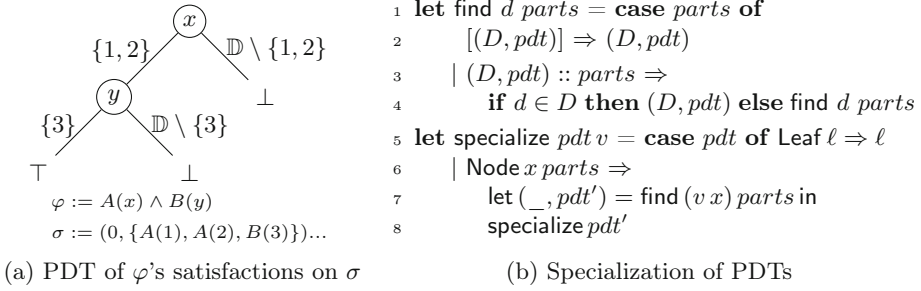 x
{1, 2}
𝔻 \ {1, 2}
y
⊥
{3}
𝔻 \ {3}
⊤
⊥
φ := A(x) ∧ B(y)
σ := (0, {A(1), A(2), B(3)})...
(a) PDT of φ's satisfactions on σ
1 let find d parts = case parts of
2 [(D, pdt)] ⇒ (D, pdt)
3 | (D, pdt) :: parts ⇒
4 if d ∈ D then (D, pdt) else find d parts
5 let specialize pdt v = case pdt of Leaf ℓ ⇒ ℓ
6 | Node x parts ⇒
7 let (_, pdt′) = find (v x) parts in
8 specialize pdt′
(b) Specialization of PDTs